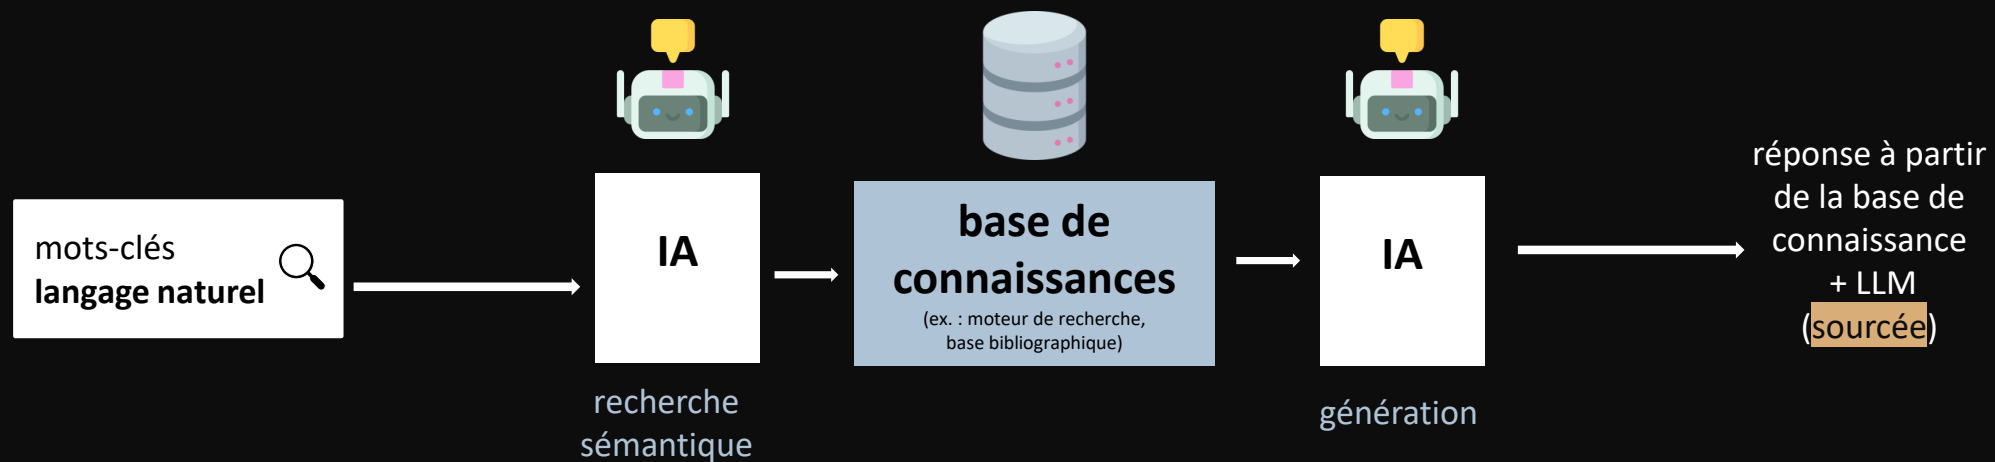 mots-clés
langage naturel
IA
recherche
sémantique
base de
connaissances
(ex. : moteur de recherche,
base bibliographique)
IA
génération
réponse à partir
de la base de
connaissance
+ LLM
(sourcée)